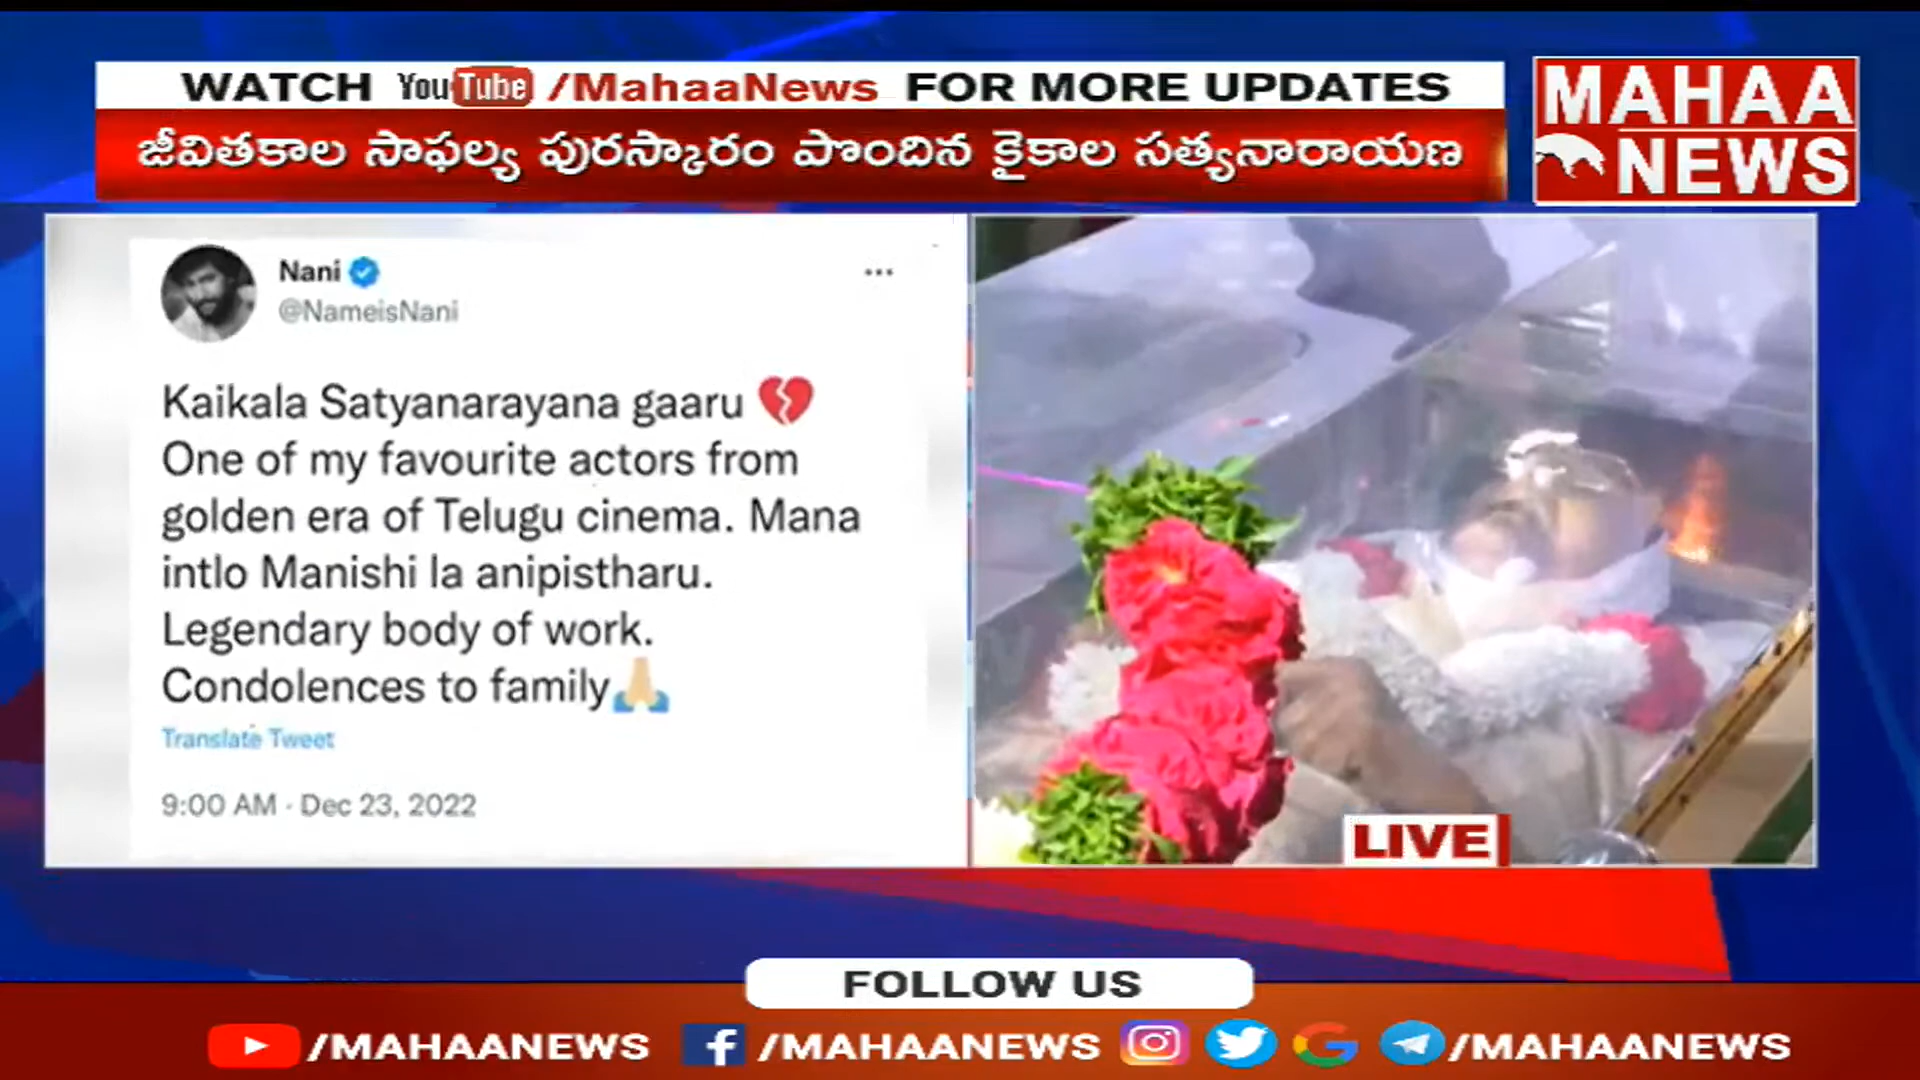 WATCH YouTube /MahaaNews FOR MORE UPDATES
జీవితకాల సాఫల్య పురస్కారం పొందిన కైకాల సత్యనారాయణ
MAHAA
NEWS
Nani
@NameisNani
Kaikala Satyanarayana gaaru 💔
One of my favourite actors from
golden era of Telugu cinema. Mana
intlo Manishi la anipistharu.
Legendary body of work.
Condolences to family🙏🏼
Translate Tweet
9:00 AM · Dec 23, 2022
LIVE
FOLLOW US
/MAHAANEWS /MAHAANEWS /MAHAANEWS